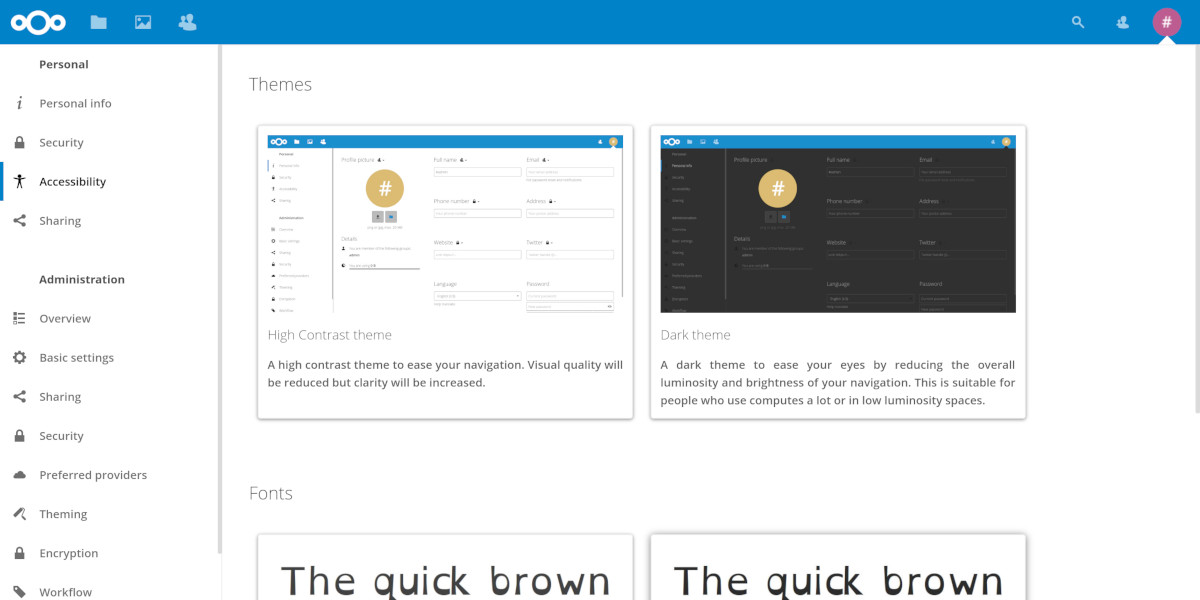 #
Personal
Personal info
Security
Accessibility
Sharing
Administration
Overview
Basic settings
Sharing
Security
Preferred providers
Theming
Encryption
Workflow
Themes
Profile picture
Full name
Email
#
Phone number
Address
Details
Website
Twitter
Language
Password
High Contrast theme
A high contrast theme to ease your navigation. Visual quality will
be reduced but clarity will be increased.
Profile picture
Full name
Email
#
Phone number
Address
Details
Website
Twitter
Language
Password
Dark theme
A dark theme to ease your eyes by reducing the overall
luminosity and brightness of your navigation. This is suitable for
people who use computes a lot or in low luminosity spaces.
Fonts
The quick brown
The quick brown